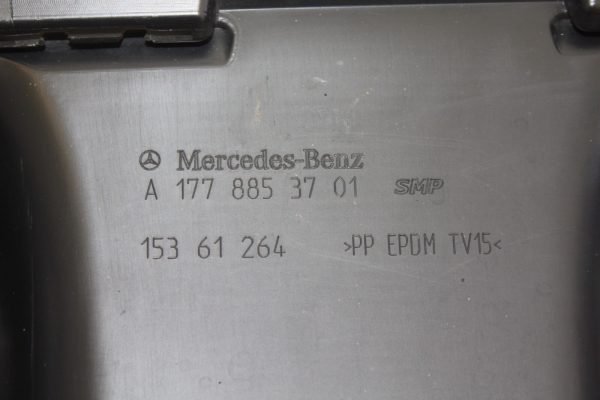 Mercedes-Benz
A 177 885 37 01 SMP
153 61 264 >PP EPDM TV15<